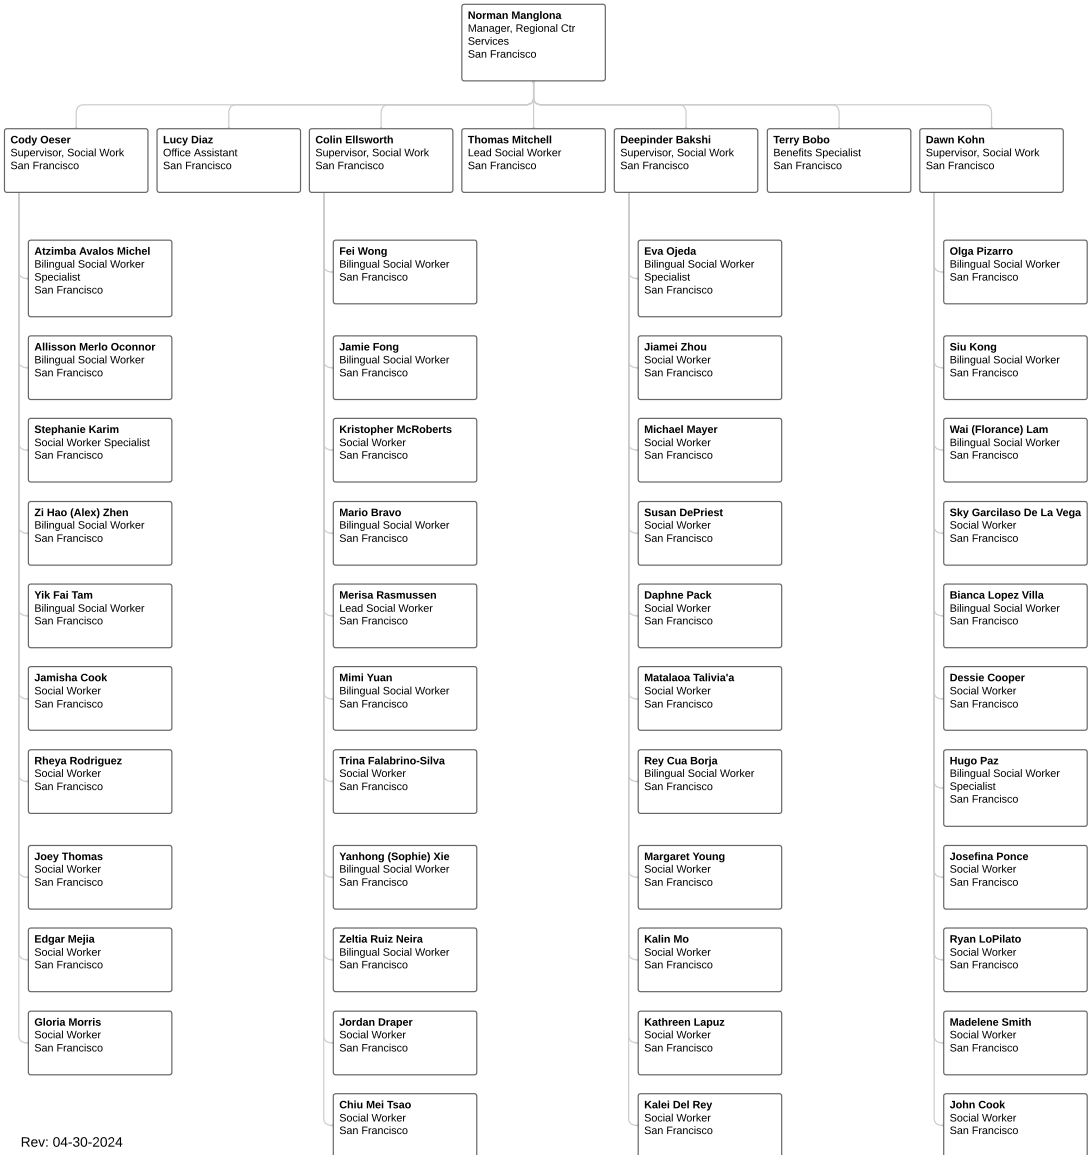 Norman Manglona
Manager, Regional Ctr
Services
San Francisco
Cody Oeser
Supervisor, Social Work
San Francisco
Lucy Diaz
Office Assistant
San Francisco
Colin Ellsworth
Supervisor, Social Work
San Francisco
Thomas Mitchell
Lead Social Worker
San Francisco
Deepinder Bakshi
Supervisor, Social Work
San Francisco
Terry Bobo
Benefits Specialist
San Francisco
Dawn Kohn
Supervisor, Social Work
San Francisco
Atzimba Avalos Michel
Bilingual Social Worker
Specialist
San Francisco
Allisson Merlo Oconnor
Bilingual Social Worker
San Francisco
Stephanie Karim
Social Worker Specialist
San Francisco
Zi Hao (Alex) Zhen
Bilingual Social Worker
San Francisco
Yik Fai Tam
Bilingual Social Worker
San Francisco
Jamisha Cook
Social Worker
San Francisco
Rheya Rodriguez
Social Worker
San Francisco
Joey Thomas
Social Worker
San Francisco
Edgar Mejia
Social Worker
San Francisco
Gloria Morris
Social Worker
San Francisco
Fei Wong
Bilingual Social Worker
San Francisco
Jamie Fong
Bilingual Social Worker
San Francisco
Kristopher McRoberts
Social Worker
San Francisco
Mario Bravo
Bilingual Social Worker
San Francisco
Merisa Rasmussen
Lead Social Worker
San Francisco
Mimi Yuan
Bilingual Social Worker
San Francisco
Trina Falabrino-Silva
Social Worker
San Francisco
Yanhong (Sophie) Xie
Bilingual Social Worker
San Francisco
Zeltia Ruiz Neira
Bilingual Social Worker
San Francisco
Jordan Draper
Social Worker
San Francisco
Chiu Mei Tsao
Social Worker
San Francisco
Eva Ojeda
Bilingual Social Worker
Specialist
San Francisco
Jiamei Zhou
Social Worker
San Francisco
Michael Mayer
Social Worker
San Francisco
Susan DePriest
Social Worker
San Francisco
Daphne Pack
Social Worker
San Francisco
Matalaoa Talivia'a
Social Worker
San Francisco
Rey Cua Borja
Bilingual Social Worker
San Francisco
Margaret Young
Social Worker
San Francisco
Kalin Mo
Social Worker
San Francisco
Kathreen Lapuz
Social Worker
San Francisco
Kalei Del Rey
Social Worker
San Francisco
Olga Pizarro
Bilingual Social Worker
San Francisco
Siu Kong
Bilingual Social Worker
San Francisco
Wai (Florance) Lam
Bilingual Social Worker
San Francisco
Sky Garcilaso De La Vega
Social Worker
San Francisco
Bianca Lopez Villa
Bilingual Social Worker
San Francisco
Dessie Cooper
Social Worker
San Francisco
Hugo Paz
Bilingual Social Worker
Specialist
San Francisco
Josefina Ponce
Social Worker
San Francisco
Ryan LoPilato
Social Worker
San Francisco
Madelene Smith
Social Worker
San Francisco
John Cook
Social Worker
San Francisco
Rev: 04-30-2024